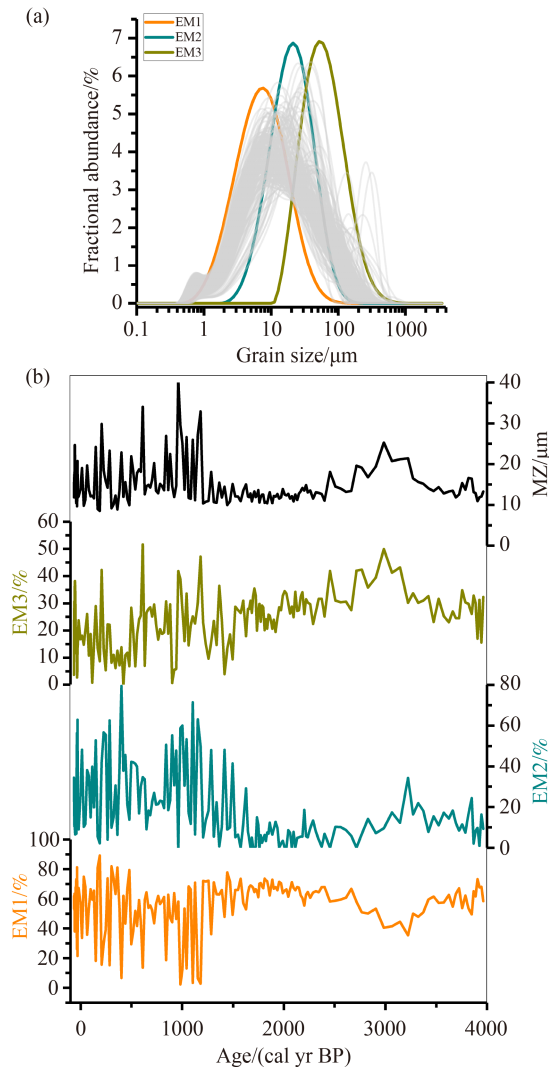 (a)
EM1
EM2
EM3
Fractional abundance/%
7
6
5
4
3
2
1
0
0.1 1 10 100 1000
Grain size/μm
(b)
40
30
20
10
0
MZ/μm
60
50
40
30
20
10
0
EM3/%
80
60
40
20
0
EM2/%
100
80
60
40
20
0
EM1/%
0 1000 2000 3000 4000
Age/(cal yr BP)